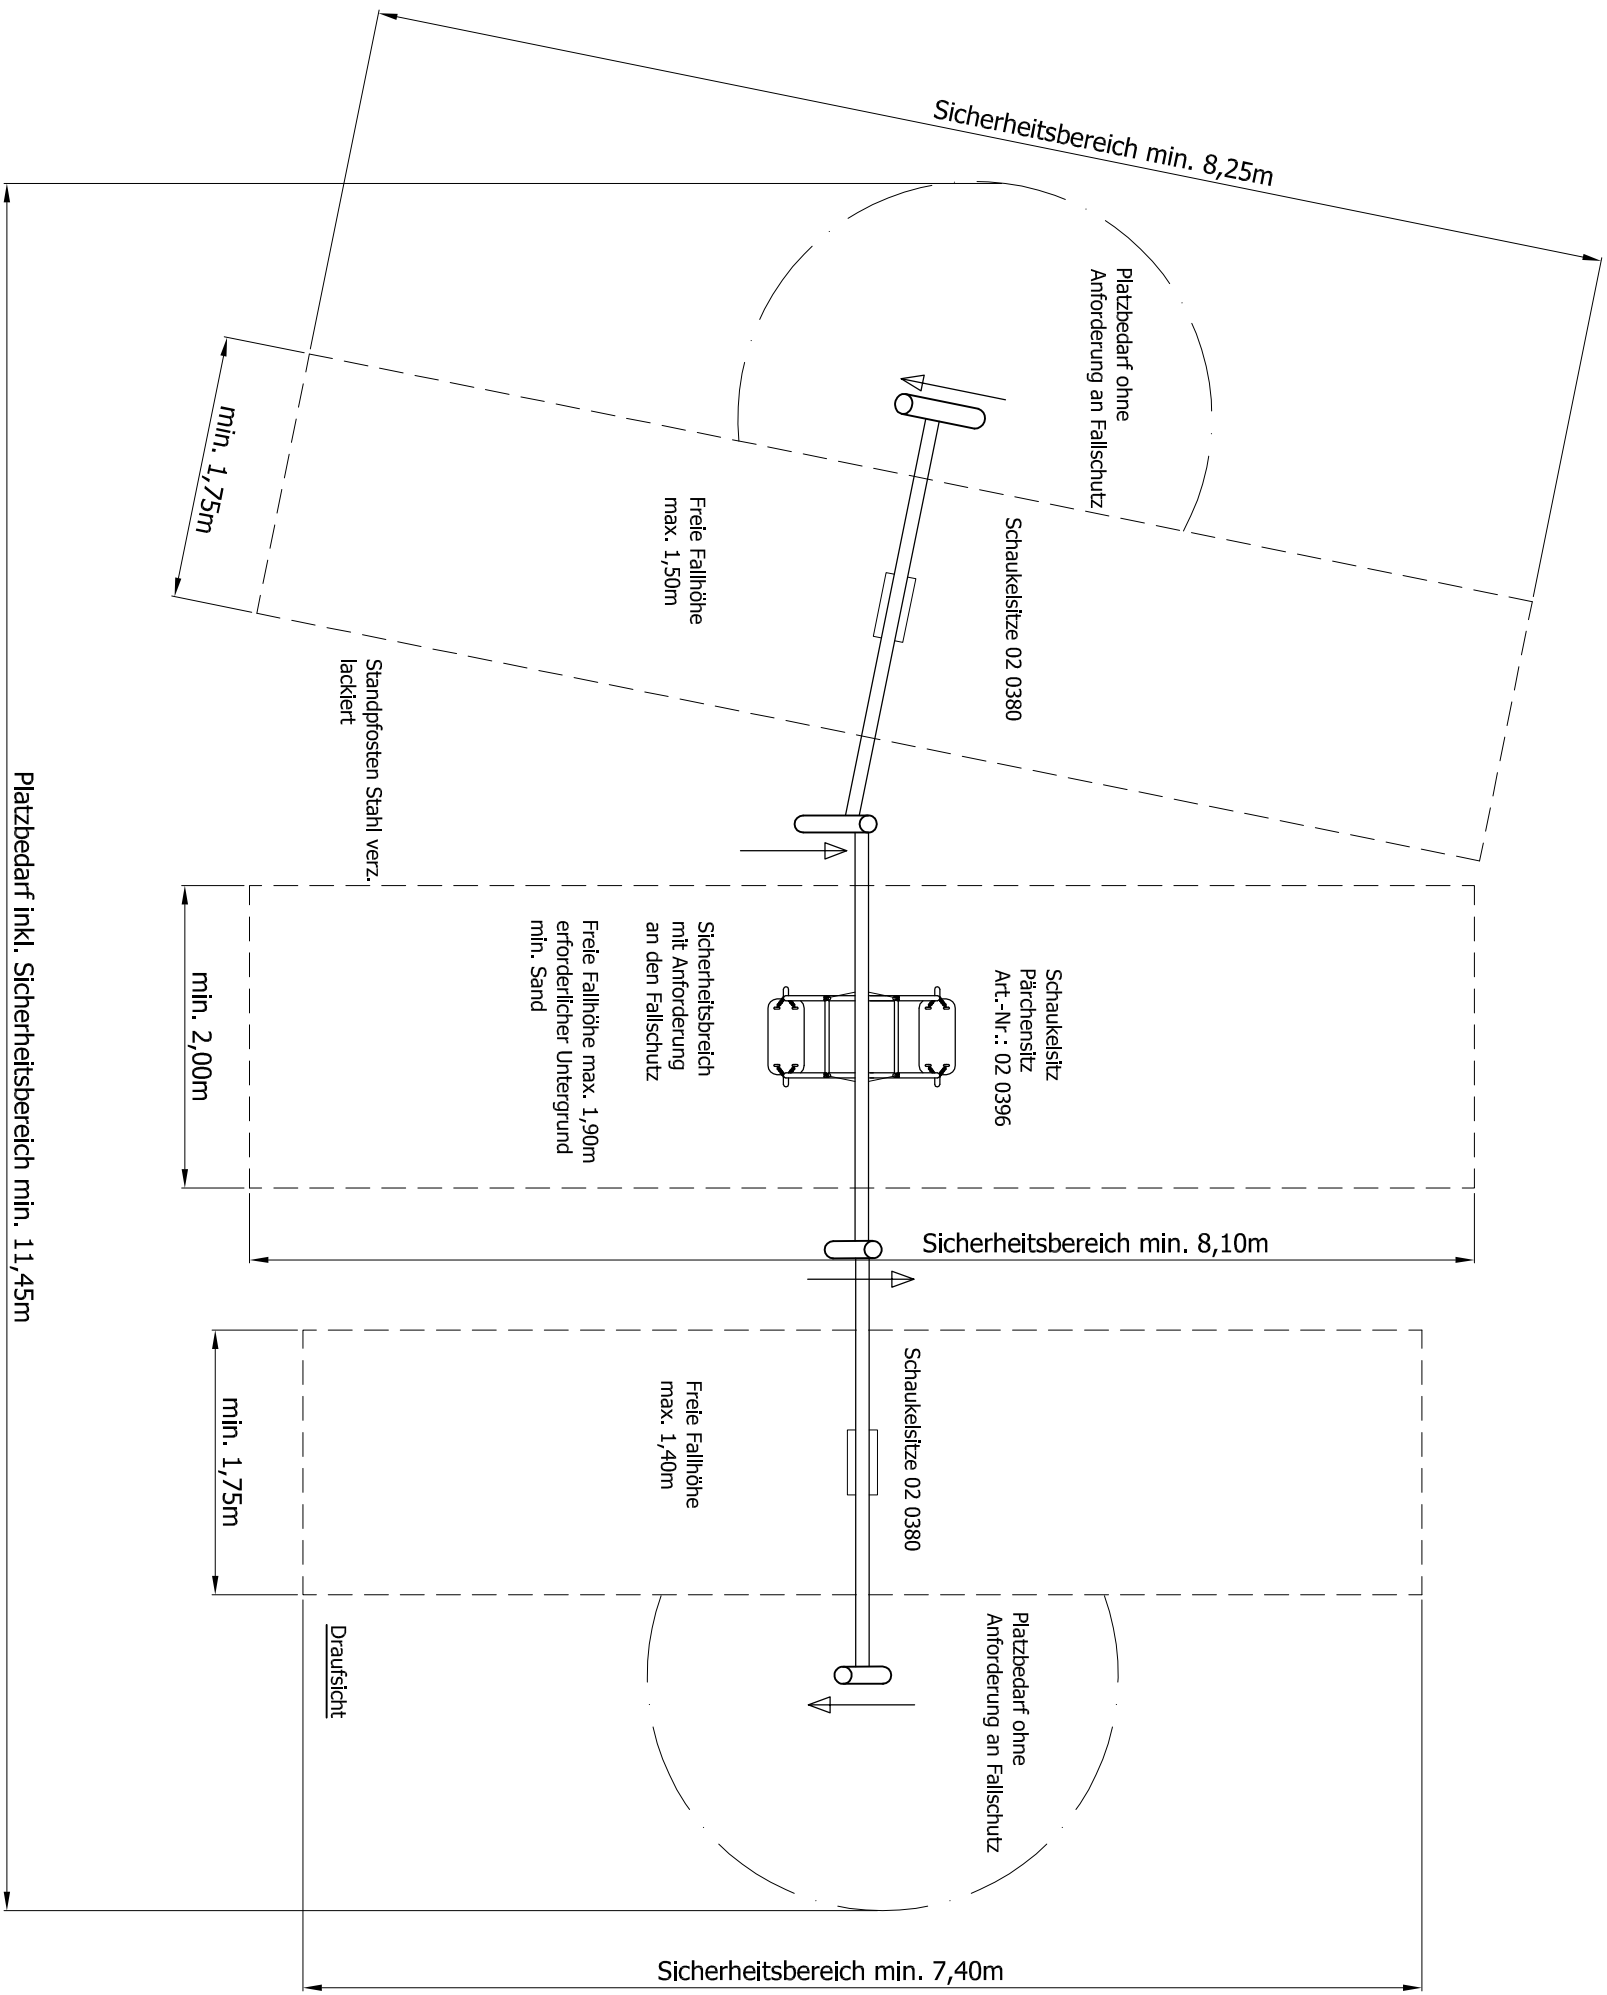 Sicherheitsbereich min. 8,25m
Platzbedarf ohne
Anforderung an Fallschutz
min. 1,75m
Freie Fallhöhe
max. 1,50m
Schaukelsitze 02 0380
Standpfosten Stahl verz.
lackiert
Platzbedarf inkl. Sicherheitsbereich min. 11,45m
min. 2,00m
Schaukelsitz
Pärchensitz
Art.-Nr.: 02 0396
Sicherheitsbreich
mit Anforderung
an den Fallschutz
Freie Fallhöhe max. 1,90m
erforderlicher Untergrund
min. Sand
Sicherheitsbereich min. 8,10m
Schaukelsitze 02 0380
Freie Fallhöhe
max. 1,40m
min. 1,75m
Platzbedarf ohne
Anforderung an Fallschutz
Draufsicht
Sicherheitsbereich min. 7,40m